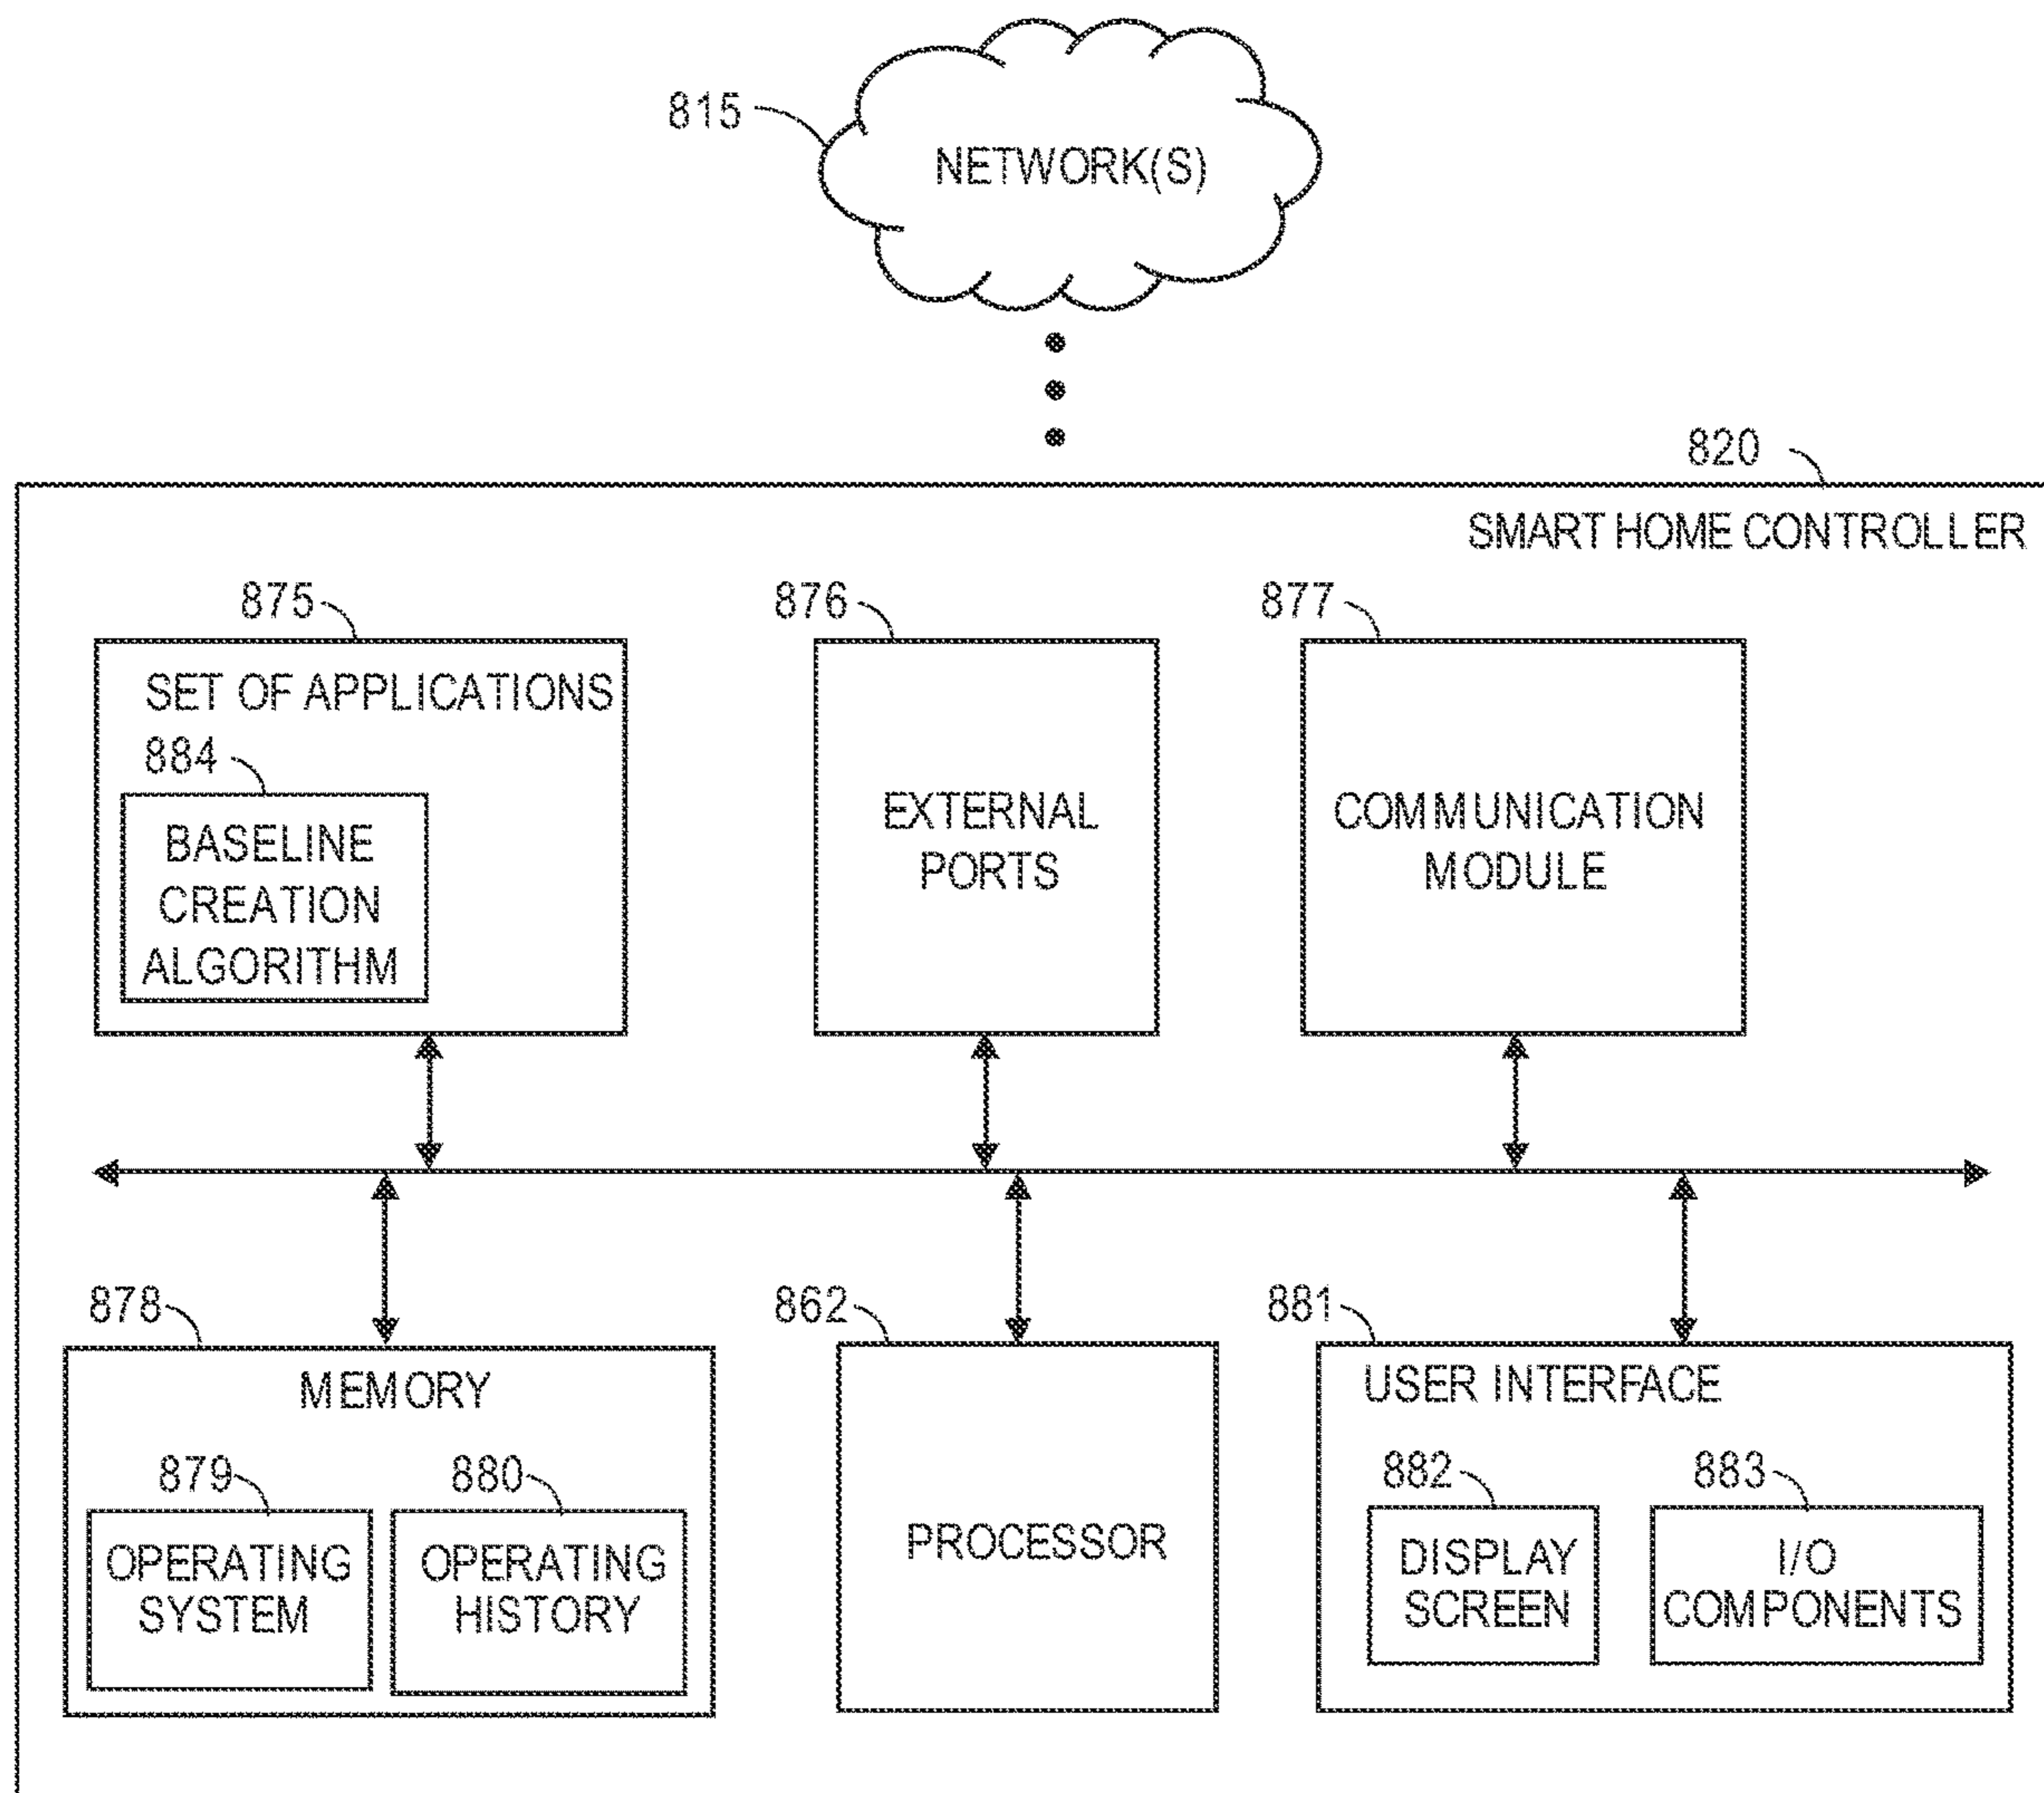 815
NETWORK(S)
820
SMART HOME CONTROLLER
875
876
877
SET OF APPLICATIONS
884
BASELINE
CREATION
ALGORITHM
EXTERNAL
PORTS
COMMUNICATION
MODULE
878
862
881
MEMORY
879
880
OPERATING
SYSTEM
OPERATING
HISTORY
PROCESSOR
USER INTERFACE
882
883
DISPLAY
SCREEN
I/O
COMPONENTS